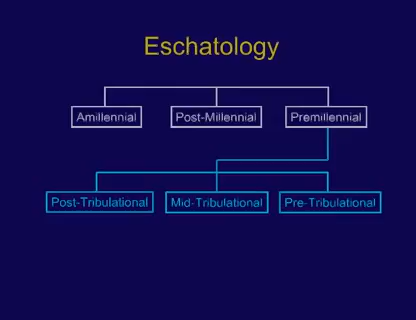 Eschatology
Amillennial Post-Millennial Premillennial
Post-Tribulational Mid-Tribulational Pre-Tribulational